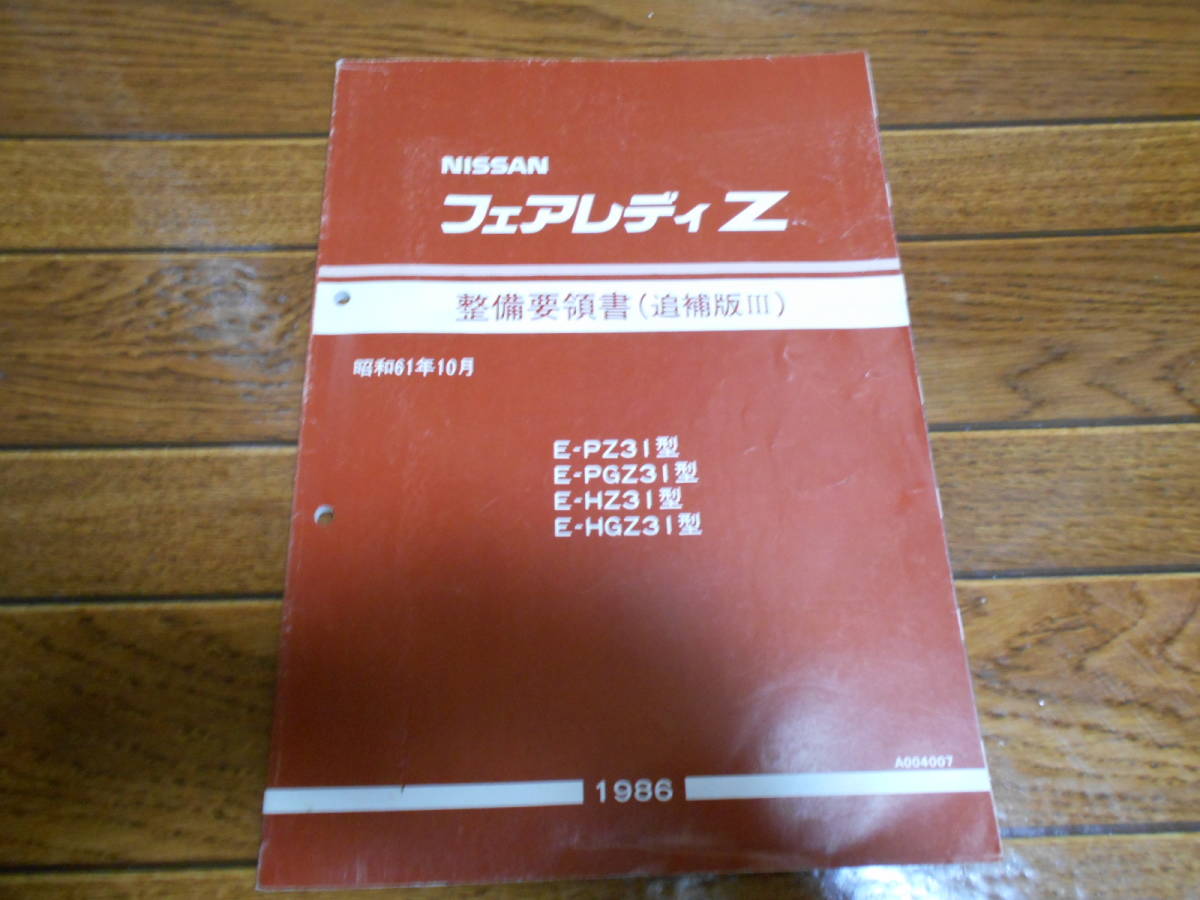 NISSAN
フェアレディZ
整備要領書(追補版III)
昭和61年10月
E-PZ31型
E-PGZ31型
E-HZ31型
E-HGZ31型
A004007
1986